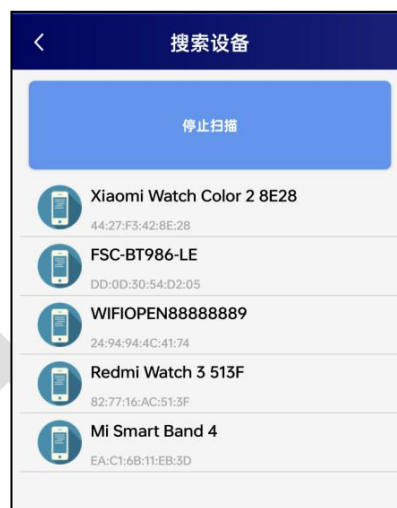 搜索设备
停止扫描
Xiaomi Watch Color 2 8E28
44:27:F3:42:8E:28
FSC-BT986-LE
DD:0D:30:54:D2:05
WIFIOPEN88888889
24:94:94:4C:41:74
Redmi Watch 3 513F
82:77:16:AC:51:3F
Mi Smart Band 4
EA:C1:6B:11:EB:3D